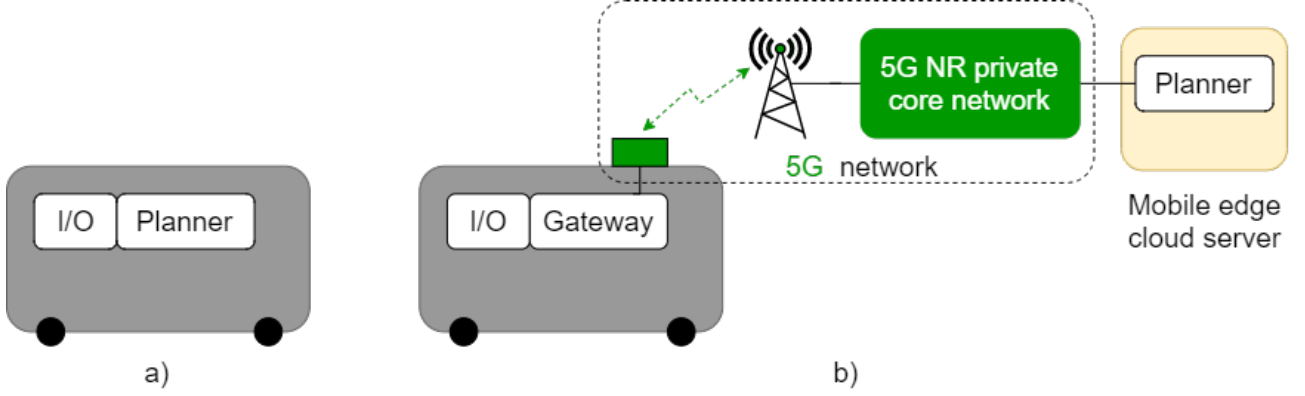 I/O Planner
a)
I/O Gateway
5G NR private
core network
5G network
Planner
Mobile edge
cloud server
b)